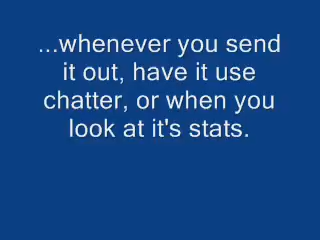 ...whenever you send
it out, have it use
chatter, or when you
look at it's stats.